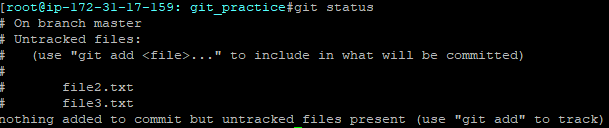 [root@ip-172-31-17-159: git_practice#git status
# On branch master
# Untracked files:
#   (use "git add <file>..." to include in what will be committed)
#
#       file2.txt
#       file3.txt
nothing added to commit but untracked files present (use "git add" to track)